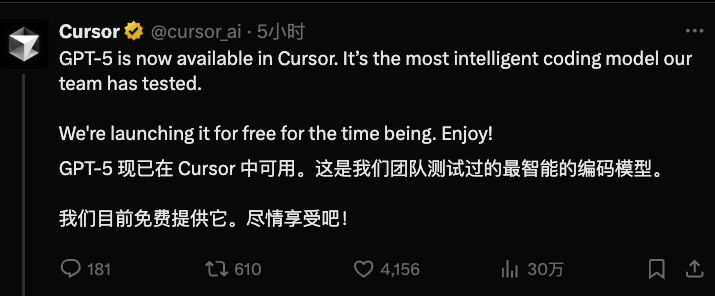 Cursor @cursor_ai · 5小时
GPT-5 is now available in Cursor. It’s the most intelligent coding model our
team has tested.
We're launching it for free for the time being. Enjoy!
GPT-5 现已在 Cursor 中可用。这是我们团队测试过的最智能的编码模型。
我们目前免费提供它。尽情享受吧！
181 610 4,156 30万